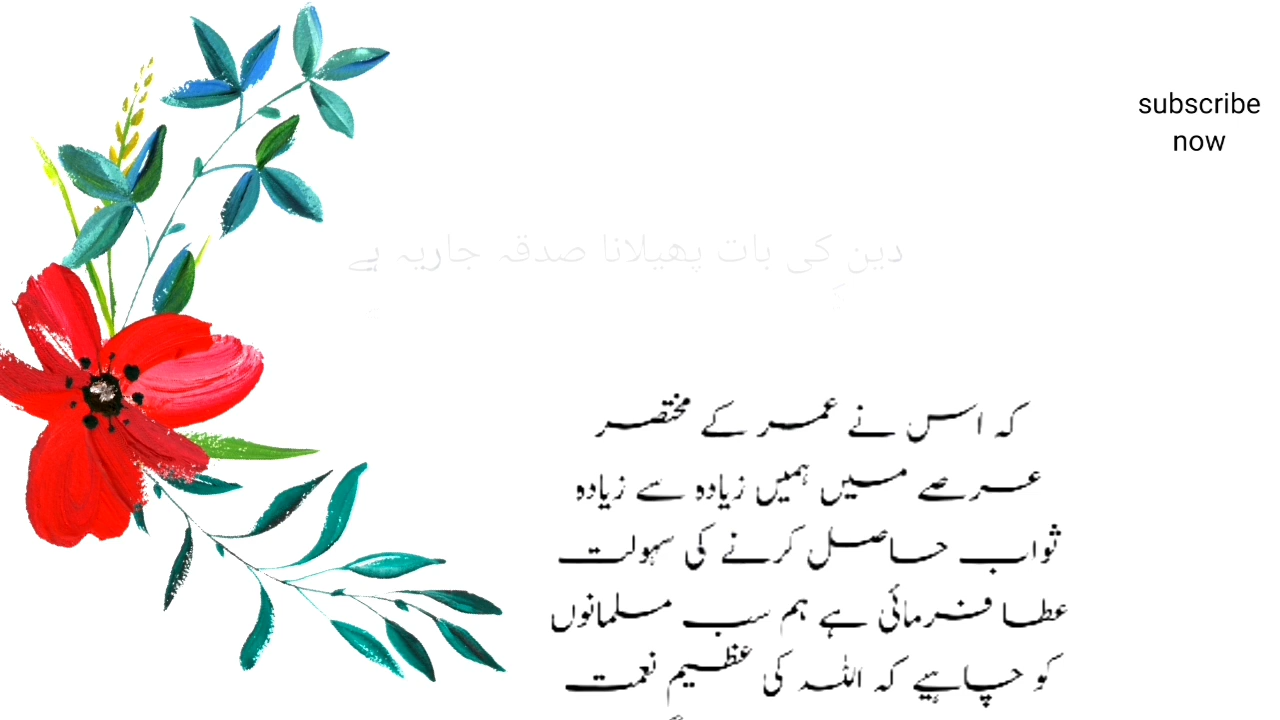 subscribe
now
دین کی بات پھیلانا صدقہ جاریہ ہے
کہ اس نے عمر کے مختصر
عرصے میں ہمیں زیادہ سے زیادہ
ثواب حاصل کرنے کی سہولت
عطا فرمائی ہے ہم سب مسلمانوں
کو چاہیے کہ اللہ کی عظیم نعمت